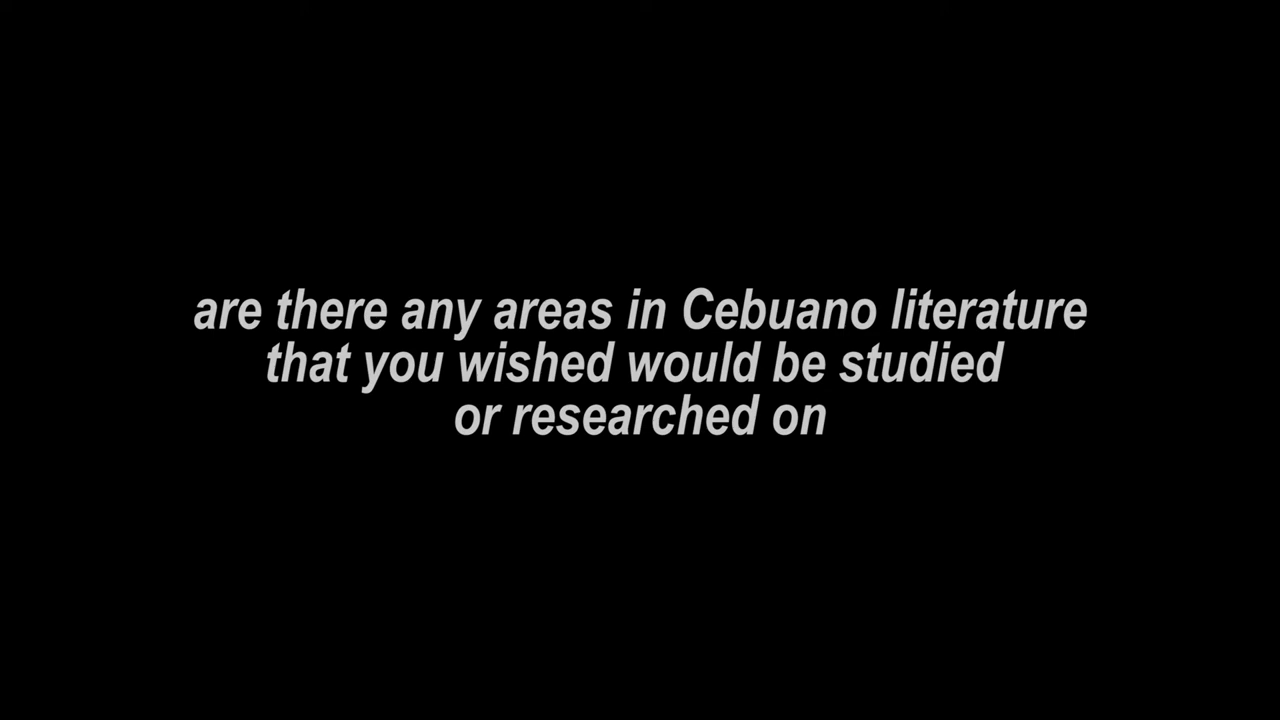 are there any areas in Cebuano literature
that you wished would be studied
or researched on